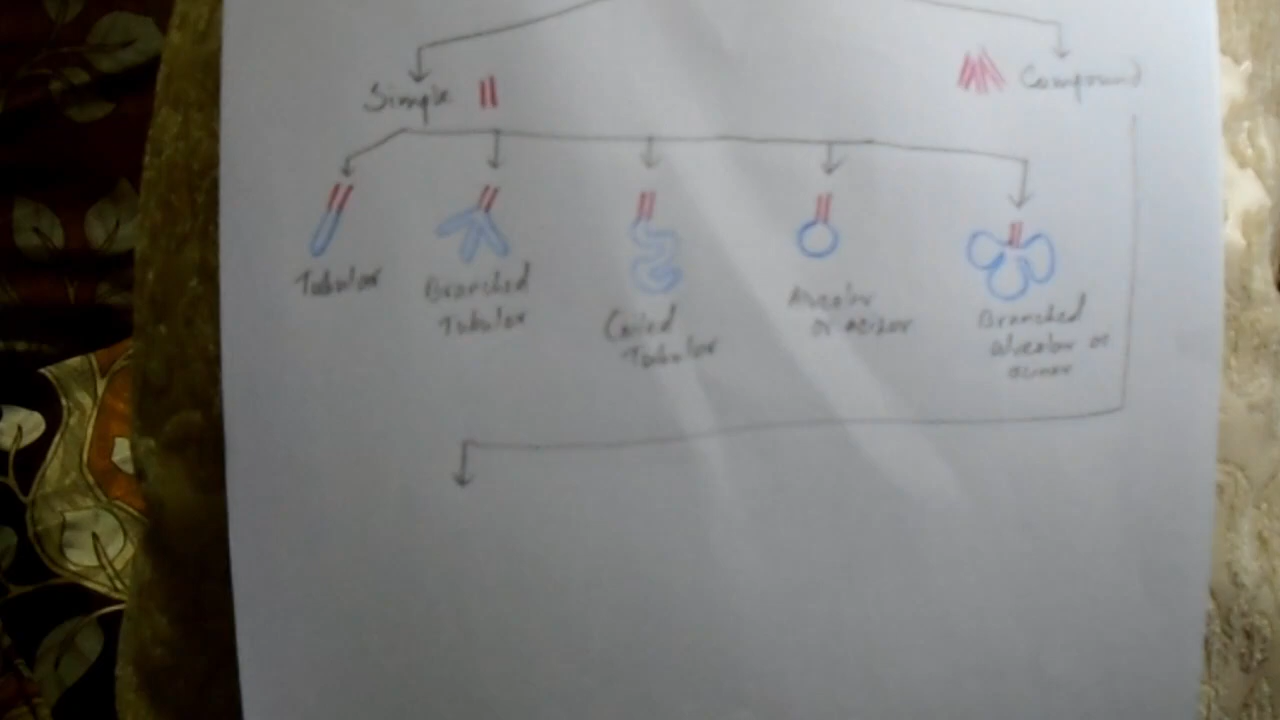 Simple
Compound
Tubular
Branched
Tubular
Coiled
Tubular
Alveolar
or acinar
Branched
alveolar or
acinar